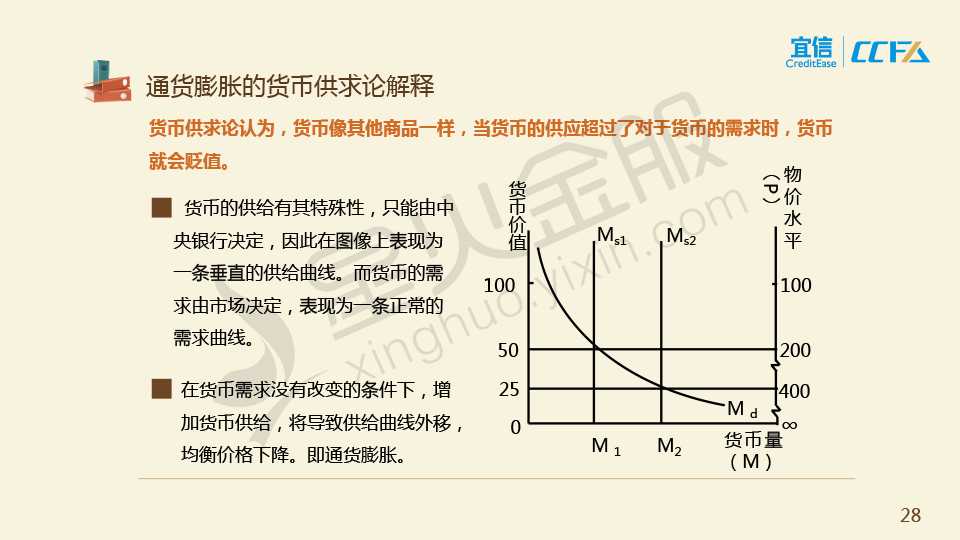 宜信
CreditEase
CCFA
通货膨胀的货币供求论解释
货币供求论认为，货币像其他商品一样，当货币的供应超过了对于货币的需求时，货币
就会贬值。
货币的供给有其特殊性，只能由中
央银行决定，因此在图像上表现为
一条垂直的供给曲线。而货币的需
求由市场决定，表现为一条正常的
需求曲线。
在货币需求没有改变的条件下，增
加货币供给，将导致供给曲线外移，
均衡价格下降。即通货膨胀。
货币价值
物价水平
（P）
Ms1
Ms2
100
100
50
200
25
400
Md
0
∞
M1
M2
货币量
（M）
星火金服
xinghuo.yixin.com
28